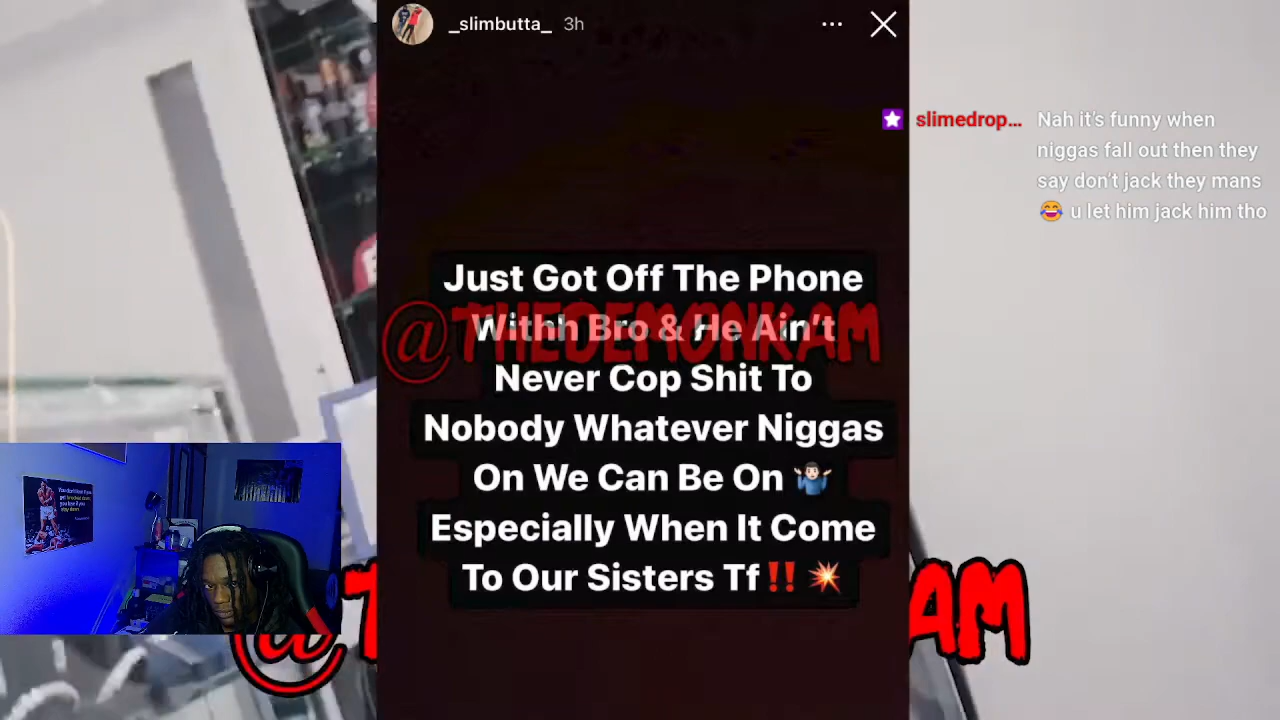 _slimbutta_ 3h
slimedrop... Nah it's funny when
niggas fall out then they
say don't jack they mans
😂 u let him jack him tho
Just Got Off The Phone
Withh Bro & He Ain't
@THEDEMONKAM
Never Cop Shit To
Nobody Whatever Niggas
On We Can Be On 🤷🏻‍♂️
Especially When It Come
To Our Sisters Tf‼️ 💥
@T
AM